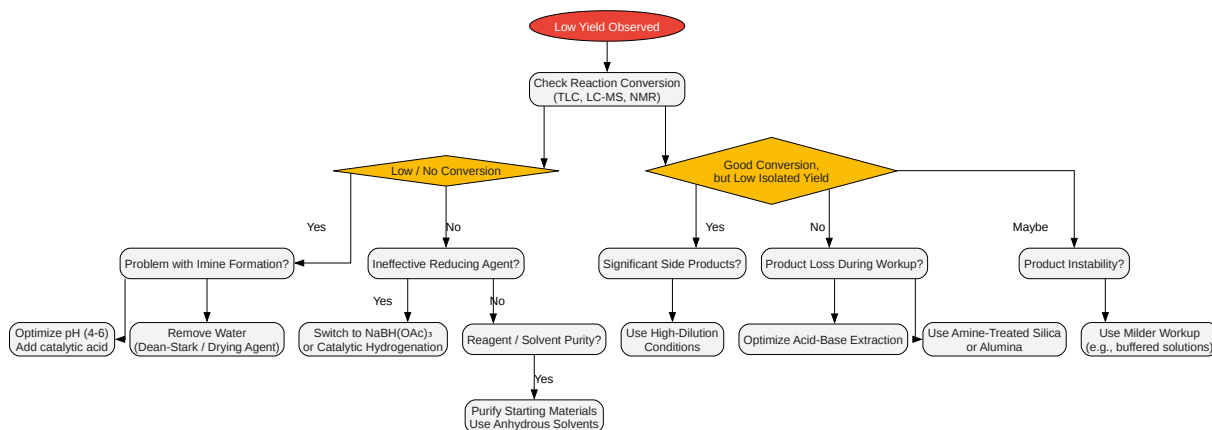 Low Yield Observed
Check Reaction Conversion
(TLC, LC-MS, NMR)
Low / No Conversion
Good Conversion,
but Low Isolated Yield
Yes
No
Yes
No
Maybe
Problem with Imine Formation?
Ineffective Reducing Agent?
Significant Side Products?
Product Loss During Workup?
Product Instability?
Yes
No
Optimize pH (4-6)
Add catalytic acid
Remove Water
(Dean-Stark / Drying Agent)
Switch to NaBH(OAc)₃
or Catalytic Hydrogenation
Reagent / Solvent Purity?
Use High-Dilution
Conditions
Optimize Acid-Base Extraction
Use Amine-Treated Silica
or Alumina
Use Milder Workup
(e.g., buffered solutions)
Yes
Purify Starting Materials
Use Anhydrous Solvents